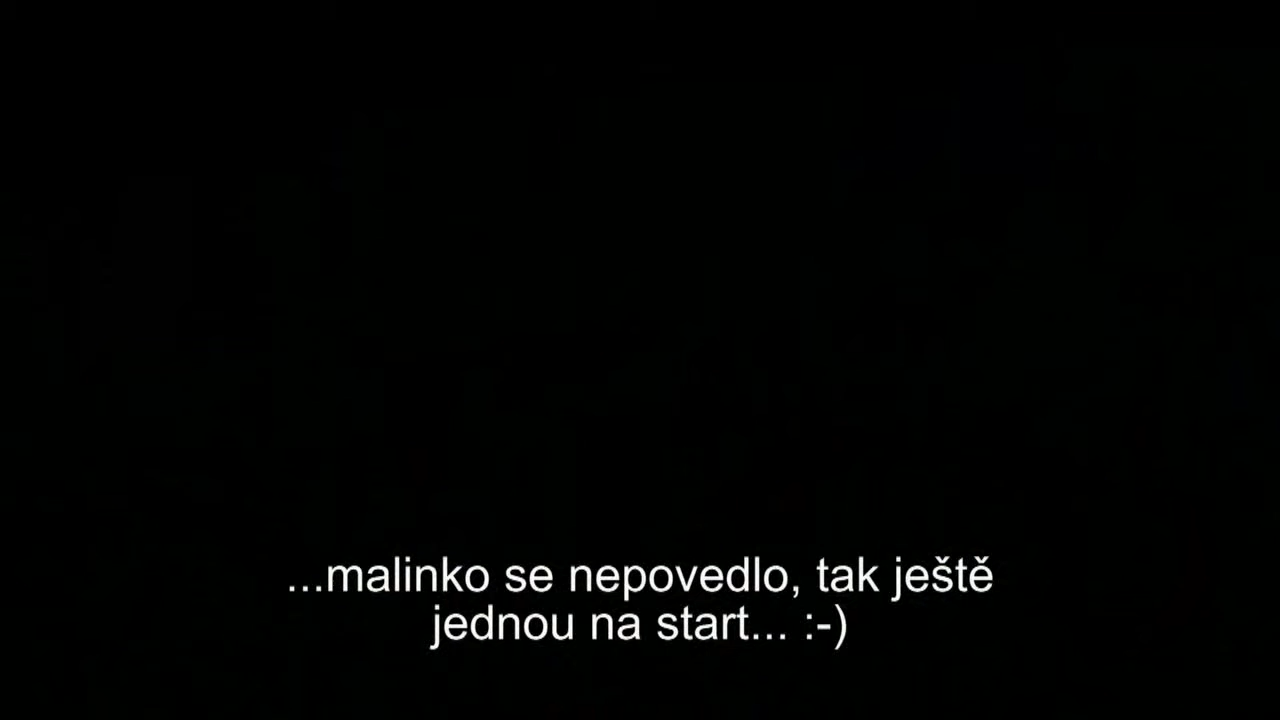 ...malinko se nepovedlo, tak ještě
jednou na start... :-)